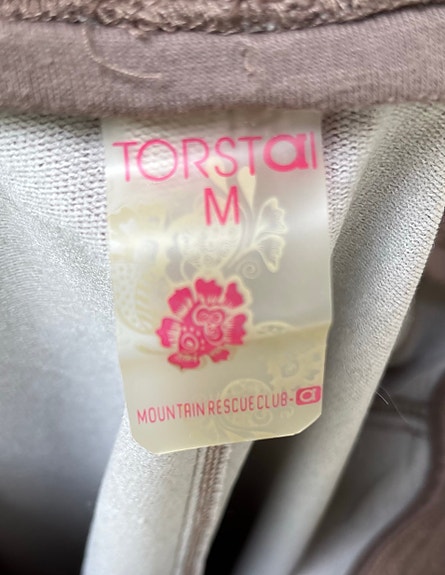 TORSTAI
M
MOUNTAIN RESCUE CLUB-a